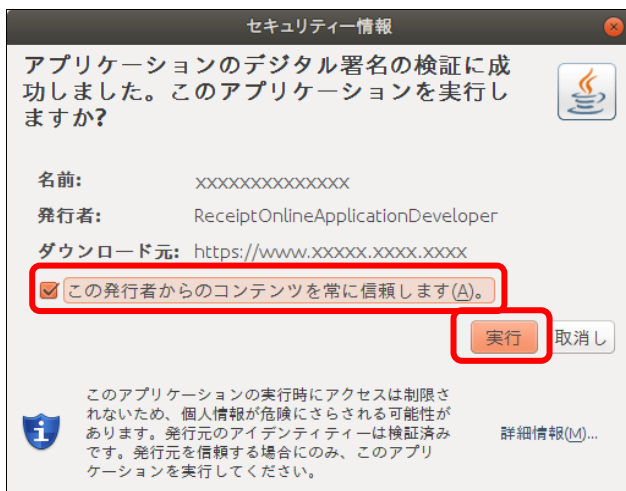 セキュリティー情報
アプリケーションのデジタル署名の検証に成
功しました。このアプリケーションを実行し
ますか?
名前: xxxxxxxxxxxxxx
発行者: ReceiptOnlineApplicationDeveloper
ダウンロード元: https://www.xxxxx.xxxx.xxxx
この発行者からのコンテンツを常に信頼します(A)。
実行 取消し
このアプリケーションの実行時にアクセスは制限さ
れないため、個人情報が危険にさらされる可能性が
あります。発行元のアイデンティティーは検証済み
です。発行元を信頼する場合にのみ、このアプリ
ケーションを実行してください。
詳細情報(M)...